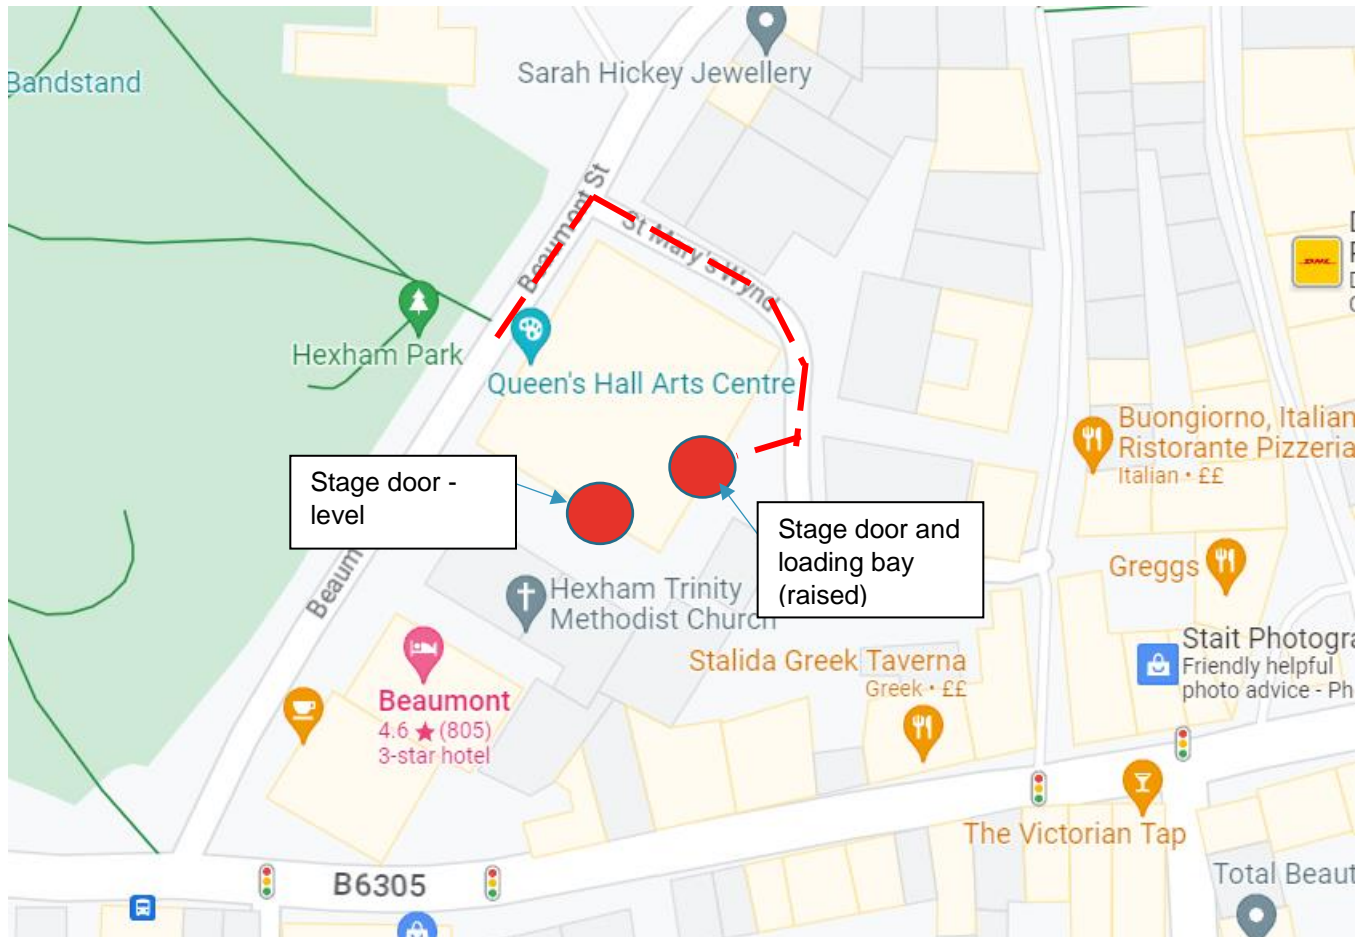 Bandstand
Sarah Hickey Jewellery
Beaumont St
St Mary's Wynd
DHL
Hexham Park
Queen's Hall Arts Centre
Buongiorno, Italian
Ristorante Pizzeria
Italian · ££
Stage door -
level
Stage door and
loading bay
(raised)
Beaum
Hexham Trinity
Methodist Church
Greggs
Stait Photogra
Friendly helpful
photo advice - Ph
Stalida Greek Taverna
Greek · ££
Beaumont
4.6 ★ (805)
3-star hotel
The Victorian Tap
B6305
Total Beaut